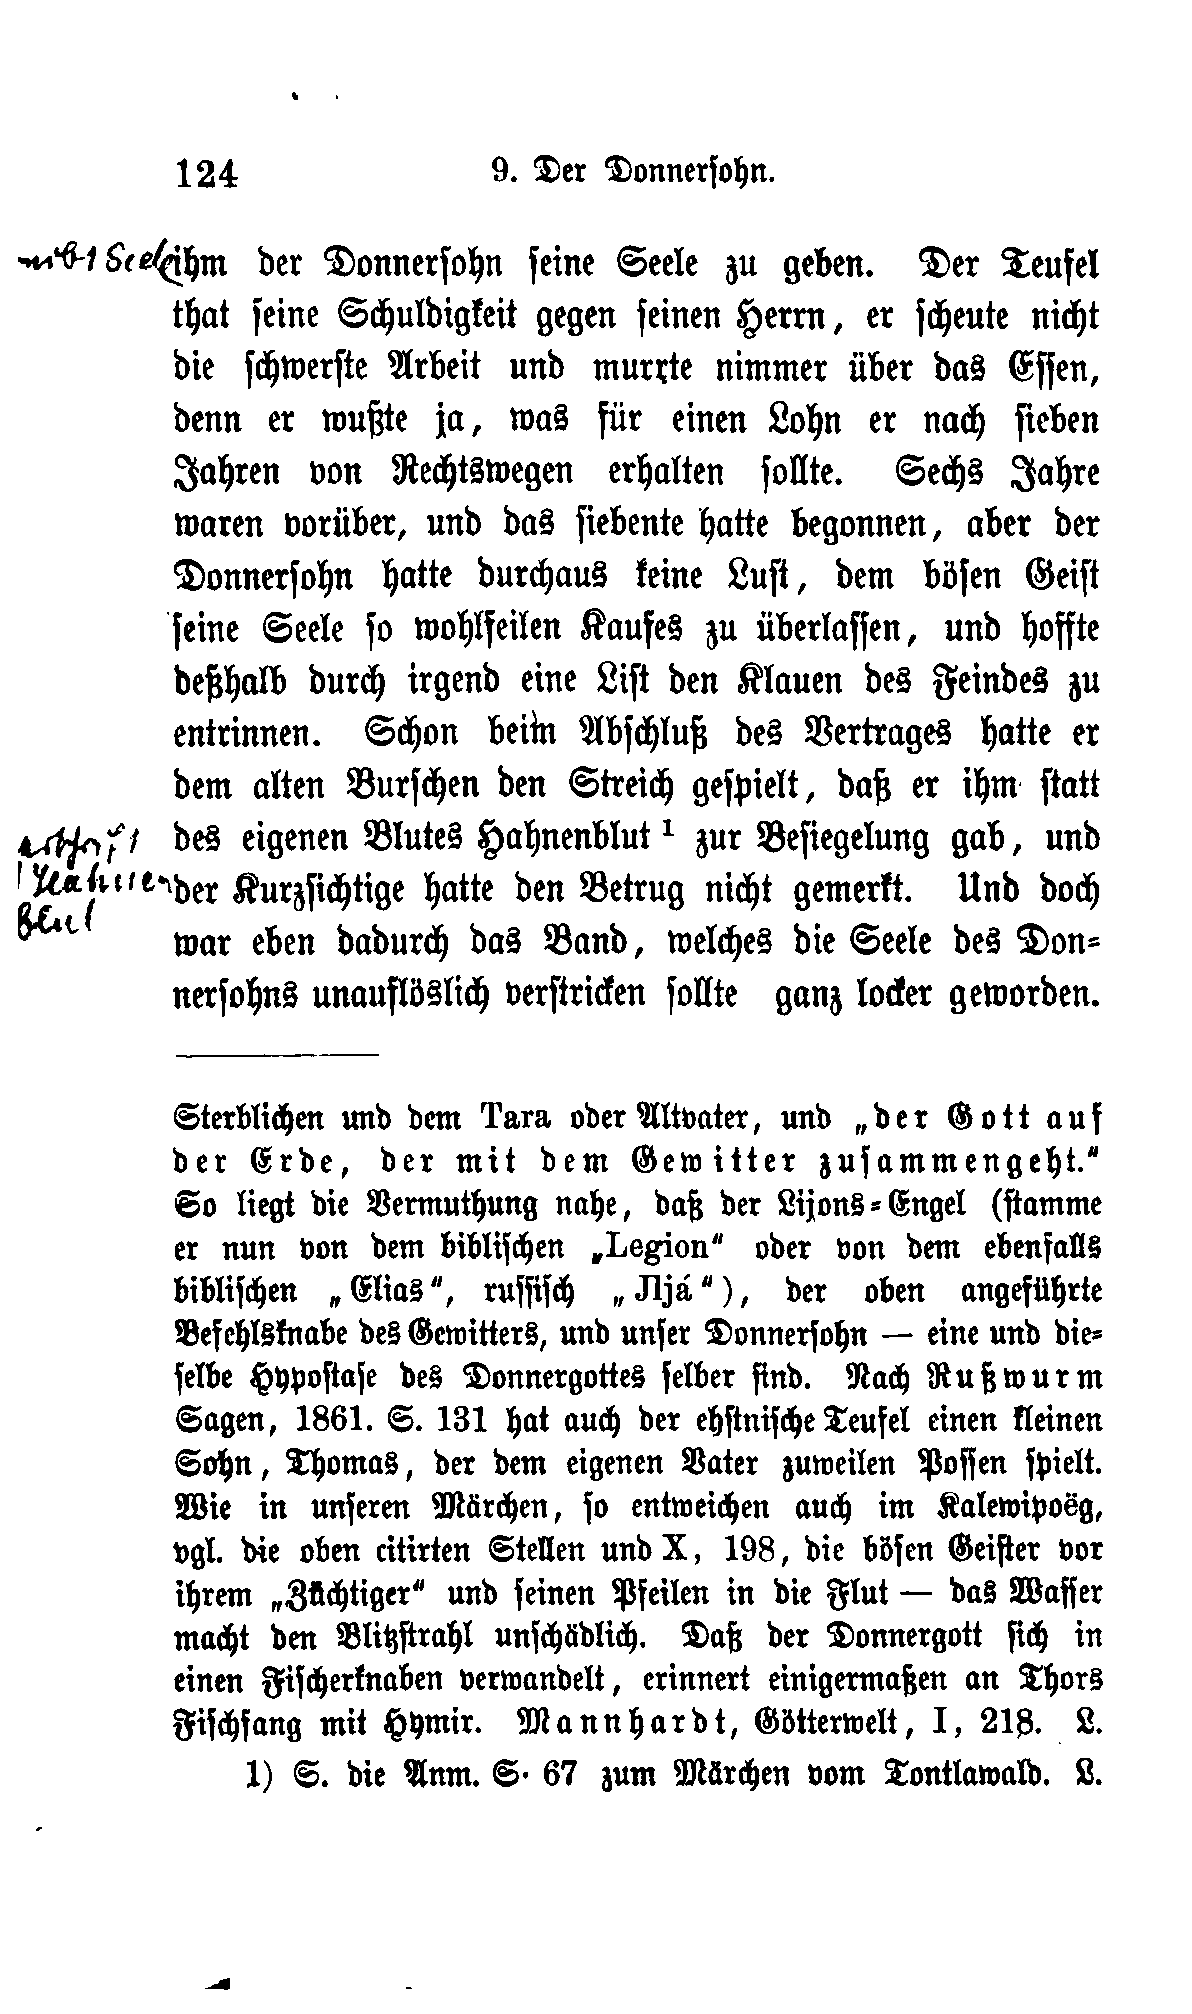 124 9. Der Donnersohn.
ihm der Donnersohn seine Seele zu geben. Der Teufel
that seine Schuldigkeit gegen seinen Herrn, er scheute nicht
die schwerste Arbeit und murrte nimmer über das Essen,
denn er wußte ja, was für einen Lohn er nach sieben
Jahren von Rechtswegen erhalten sollte. Sechs Jahre
waren vorüber, und das siebente hatte begonnen, aber der
Donnersohn hatte durchaus keine Lust, dem bösen Geist
seine Seele so wohlfeilen Kaufes zu überlassen, und hoffte
deßhalb durch irgend eine List den Klauen des Feindes zu
entrinnen. Schon beim Abschluß des Vertrages hatte er
dem alten Burschen den Streich gespielt, daß er ihm statt
des eigenen Blutes Hahnenblut¹ zur Besiegelung gab, und
der Kurzsichtige hatte den Betrug nicht gemerkt. Und doch
war eben dadurch das Band, welches die Seele des Don=
nersohns unauflöslich verstricken sollte ganz locker geworden.
Seele
Hahnen
Blut
Sterblichen und dem Tara oder Altvater, und „der Gott auf
der Erde, der mit dem Gewitter zusammengeht."
So liegt die Vermuthung nahe, daß der Lijons=Engel (stamme
er nun von dem biblischen „Legion" oder von dem ebenfalls
biblischen „Elias", russisch „Iljá"), der oben angeführte
Befehlsknabe des Gewitters, und unser Donnersohn — eine und die=
selbe Hypostase des Donnergottes selber sind. Nach Rußwurm
Sagen, 1861. S. 131 hat auch der ehstnische Teufel einen kleinen
Sohn, Thomas, der dem eigenen Vater zuweilen Possen spielt.
Wie in unseren Märchen, so entweichen auch im Kalewipoëg,
vgl. die oben citirten Stellen und X, 198, die bösen Geister vor
ihrem „Züchtiger" und seinen Pfeilen in die Flut — das Wasser
macht den Blitzstrahl unschädlich. Daß der Donnergott sich in
einen Fischerknaben verwandelt, erinnert einigermaßen an Thors
Fischfang mit Hymir. Mannhardt, Götterwelt, I, 218. L.
1) S. die Anm. S. 67 zum Märchen vom Tontlawald. L.